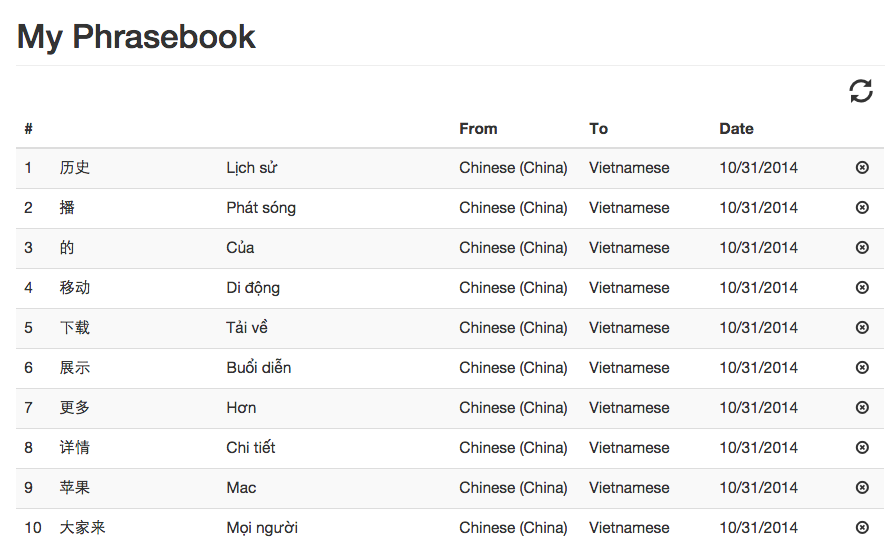 My Phrasebook
# From To Date
1 历史 Lịch sử Chinese (China) Vietnamese 10/31/2014
2 播 Phát sóng Chinese (China) Vietnamese 10/31/2014
3 的 Của Chinese (China) Vietnamese 10/31/2014
4 移动 Di động Chinese (China) Vietnamese 10/31/2014
5 下载 Tải về Chinese (China) Vietnamese 10/31/2014
6 展示 Buổi diễn Chinese (China) Vietnamese 10/31/2014
7 更多 Hơn Chinese (China) Vietnamese 10/31/2014
8 详情 Chi tiết Chinese (China) Vietnamese 10/31/2014
9 苹果 Mac Chinese (China) Vietnamese 10/31/2014
10 大家来 Mọi người Chinese (China) Vietnamese 10/31/2014